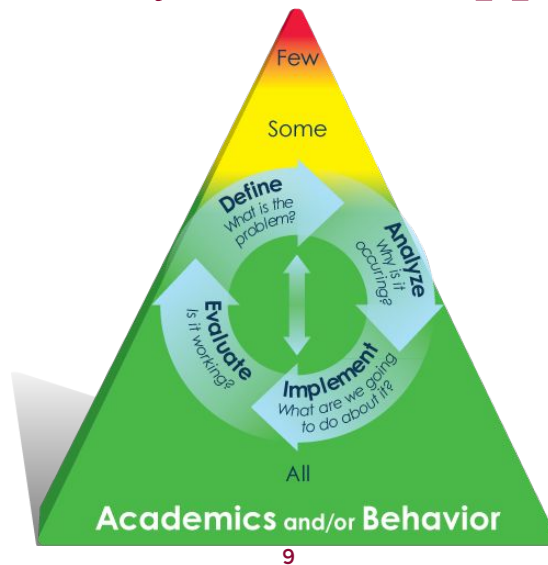 Few
Some
Define
What is the
problem?
Analyze
Why is it
occuring?
Implement
What are we going
to do about it?
Evaluate
Is it working?
All
Academics and/or Behavior
9